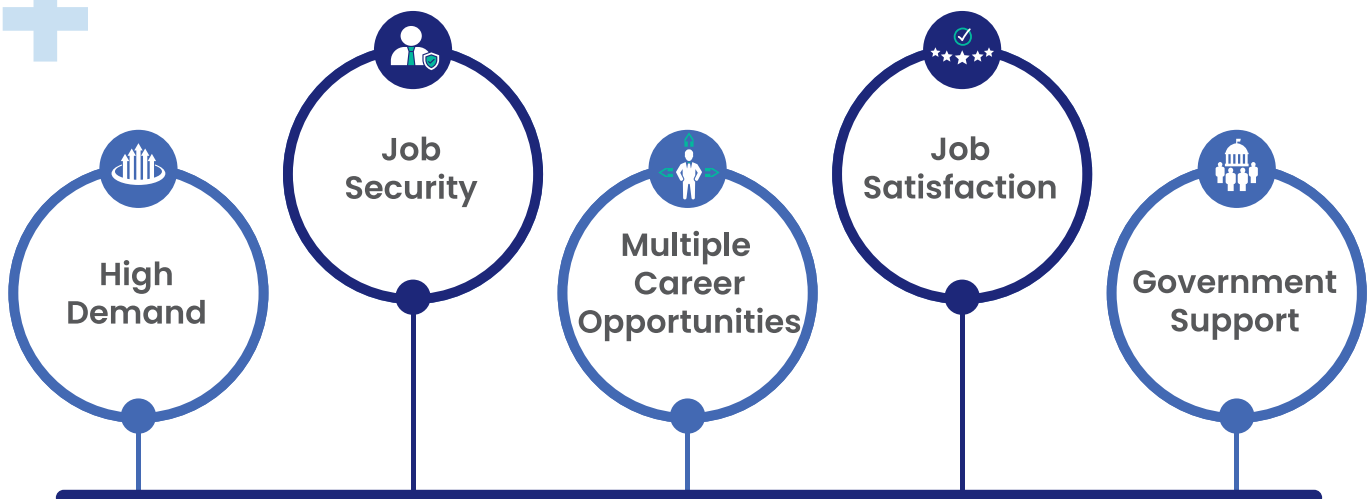 High
Demand
Job
Security
Multiple
Career
Opportunities
Job
Satisfaction
Government
Support